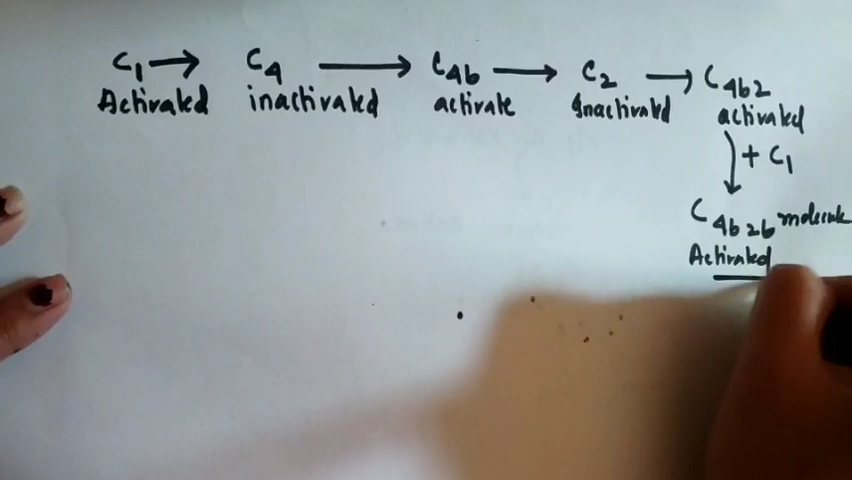 C1 → C4 → C4b → C2 → C4b2
Activated inactivated activate Inactivated activated
+ C1
C4b2b molecule
Activated